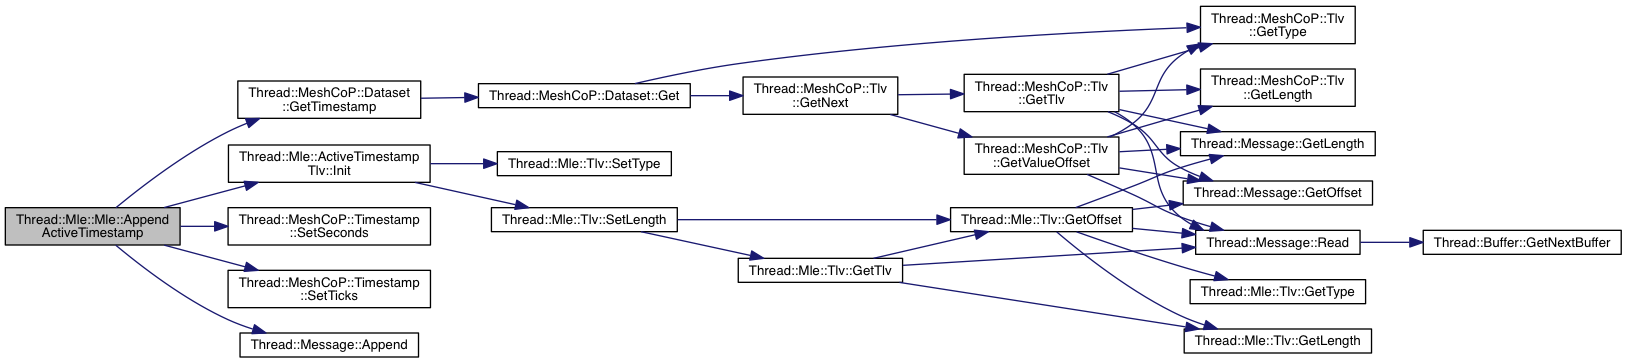 Thread::Mle::Mle::Append
ActiveTimestamp
Thread::MeshCoP::Dataset
::GetTimestamp
Thread::Mle::ActiveTimestamp
Tlv::Init
Thread::MeshCoP::Timestamp
::SetSeconds
Thread::MeshCoP::Timestamp
::SetTicks
Thread::Message::Append
Thread::MeshCoP::Dataset::Get
Thread::Mle::Tlv::SetType
Thread::Mle::Tlv::SetLength
Thread::MeshCoP::Tlv
::GetNext
Thread::Mle::Tlv::GetTlv
Thread::MeshCoP::Tlv
::GetTlv
Thread::MeshCoP::Tlv
::GetValueOffset
Thread::Mle::Tlv::GetOffset
Thread::MeshCoP::Tlv
::GetType
Thread::MeshCoP::Tlv
::GetLength
Thread::Message::GetLength
Thread::Message::GetOffset
Thread::Message::Read
Thread::Mle::Tlv::GetType
Thread::Mle::Tlv::GetLength
Thread::Buffer::GetNextBuffer